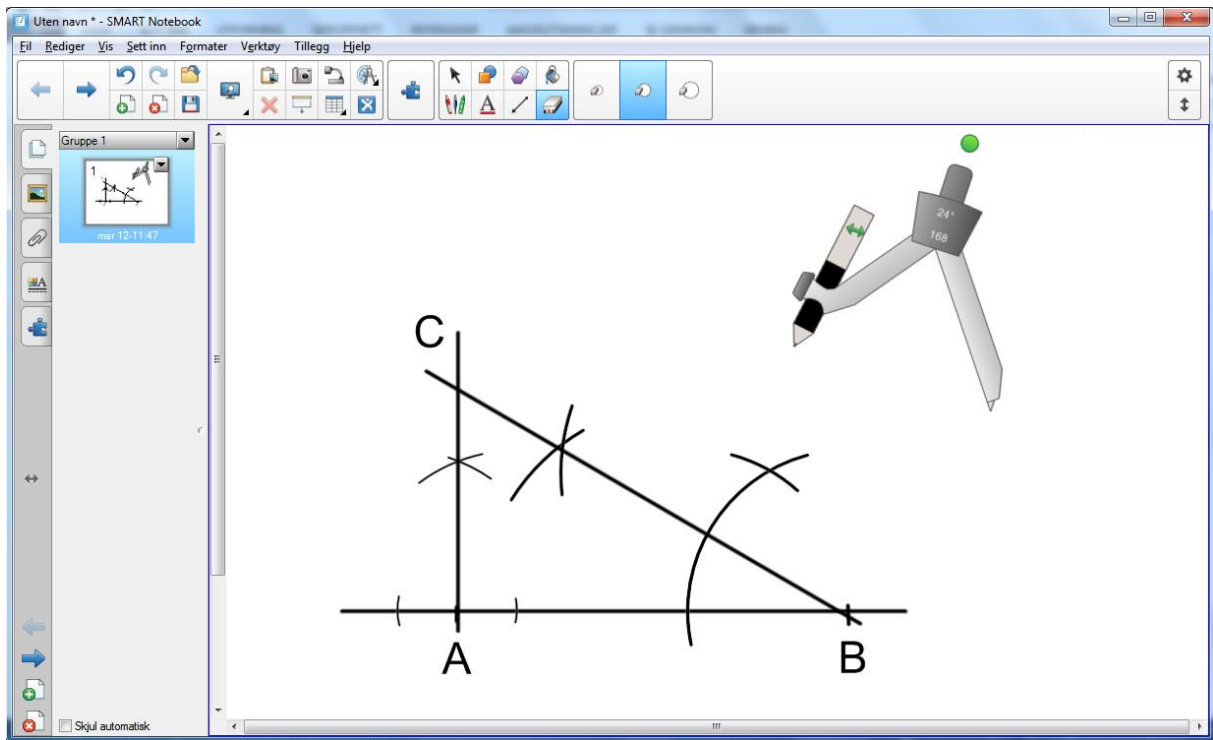 Uten navn * - SMART Notebook
Fil Rediger Vis Sett inn Formater Verktøy Tillegg Hjelp
Gruppe 1
1
mar 12-11:47
24°
168
C
A
B
Skjul automatisk